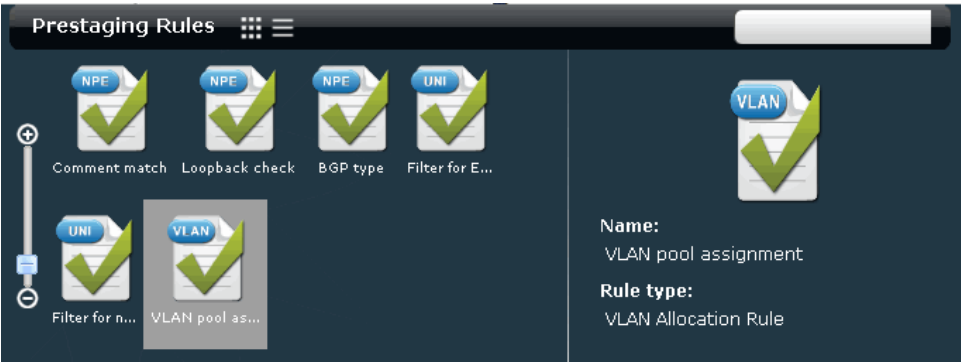 Prestaging Rules
NPE NPE NPE UNI
Comment match Loopback check BGP type Filter for E...
UNI VLAN
Filter for n... VLAN pool as...
VLAN
Name:
VLAN pool assignment
Rule type:
VLAN Allocation Rule